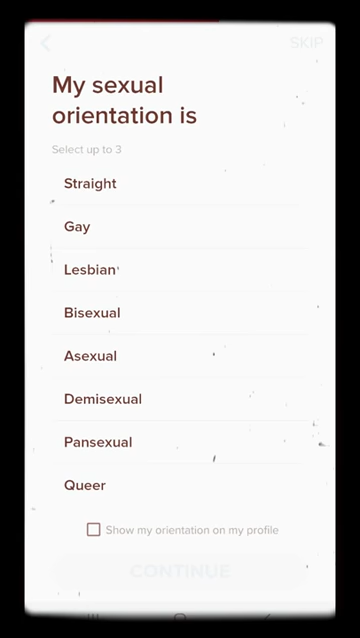 SKIP
My sexual
orientation is
Select up to 3
Straight
Gay
Lesbian
Bisexual
Asexual
Demisexual
Pansexual
Queer
Show my orientation on my profile
CONTINUE